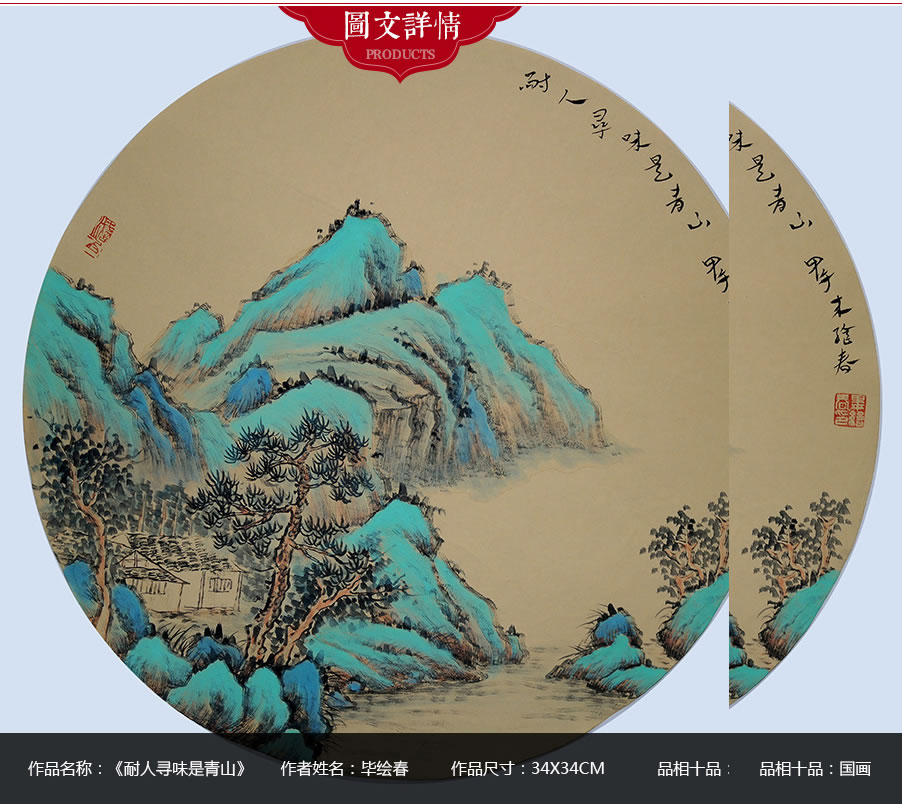 圖文詳情
PRODUCTS
耐人尋味是青山 甲午
味是青山 甲午 木 绘春
作品名称：《耐人寻味是青山》 作者姓名：毕绘春 作品尺寸：34X34CM 品相十品： 品相十品：国画